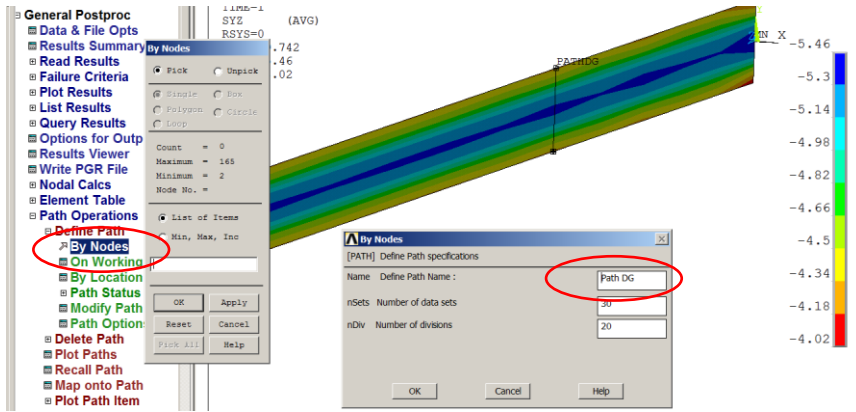 General Postproc
Data & File Opts
Results Summary
Read Results
Failure Criteria
Plot Results
List Results
Query Results
Options for Outp
Results Viewer
Write PGR File
Nodal Calcs
Element Table
Path Operations
Define Path
By Nodes
On Working
By Location
Path Status
Modify Path
Path Option
Delete Path
Plot Paths
Recall Path
Map onto Path
Plot Path Item
By Nodes
Pick Unpick
Single Box
Polygon Circle
Loop
Count = 0
Maximum = 165
Minimum = 2
Node No. =
List of Items
Min, Max, Inc
OK Apply
Reset Cancel
Pick All Help
TIME=1
SYZ (AVG)
RSYS=0
.742
.46
.02
PATHDG
MN X
-5.46
-5.3
-5.14
-4.98
-4.82
-4.66
-4.5
-4.34
-4.18
-4.02
By Nodes
[PATH] Define Path specifications
Name Define Path Name : Path DG
nSets Number of data sets 30
nDiv Number of divisions 20
OK Cancel Help